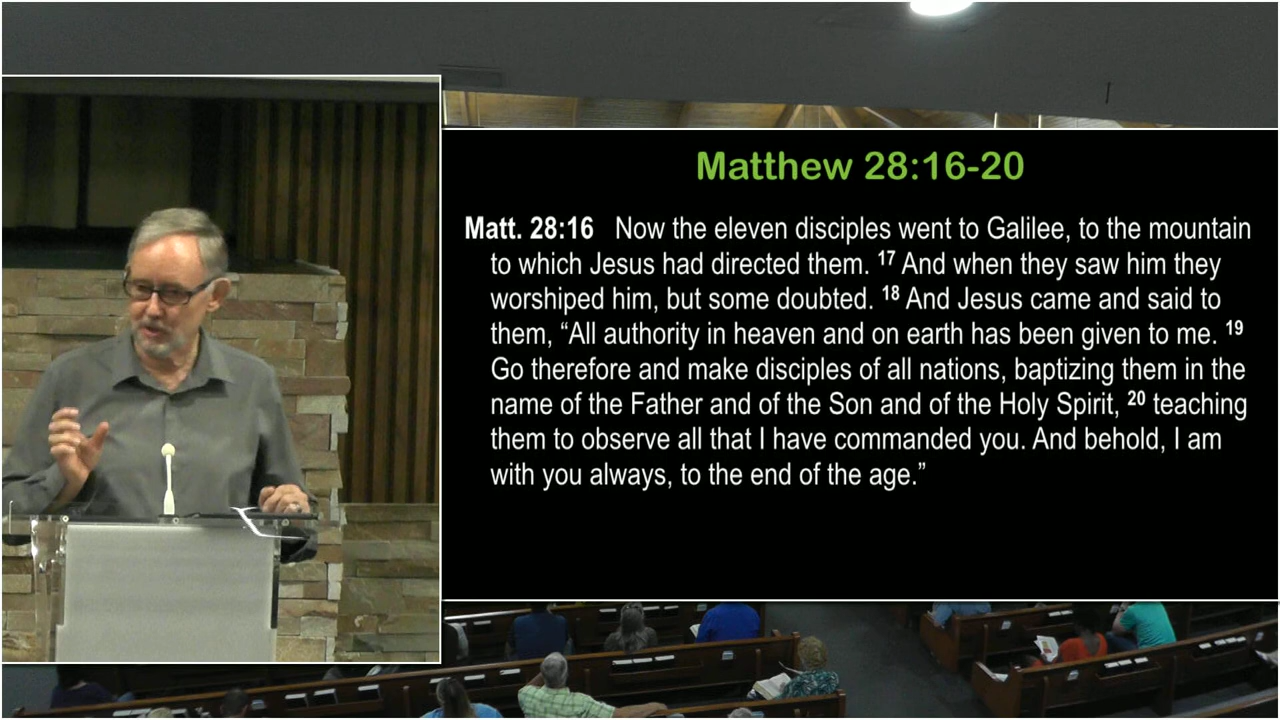 Matthew 28:16-20
Matt. 28:16 Now the eleven disciples went to Galilee, to the mountain
to which Jesus had directed them. 17 And when they saw him they
worshiped him, but some doubted. 18 And Jesus came and said to
them, “All authority in heaven and on earth has been given to me. 19
Go therefore and make disciples of all nations, baptizing them in the
name of the Father and of the Son and of the Holy Spirit, 20 teaching
them to observe all that I have commanded you. And behold, I am
with you always, to the end of the age.”